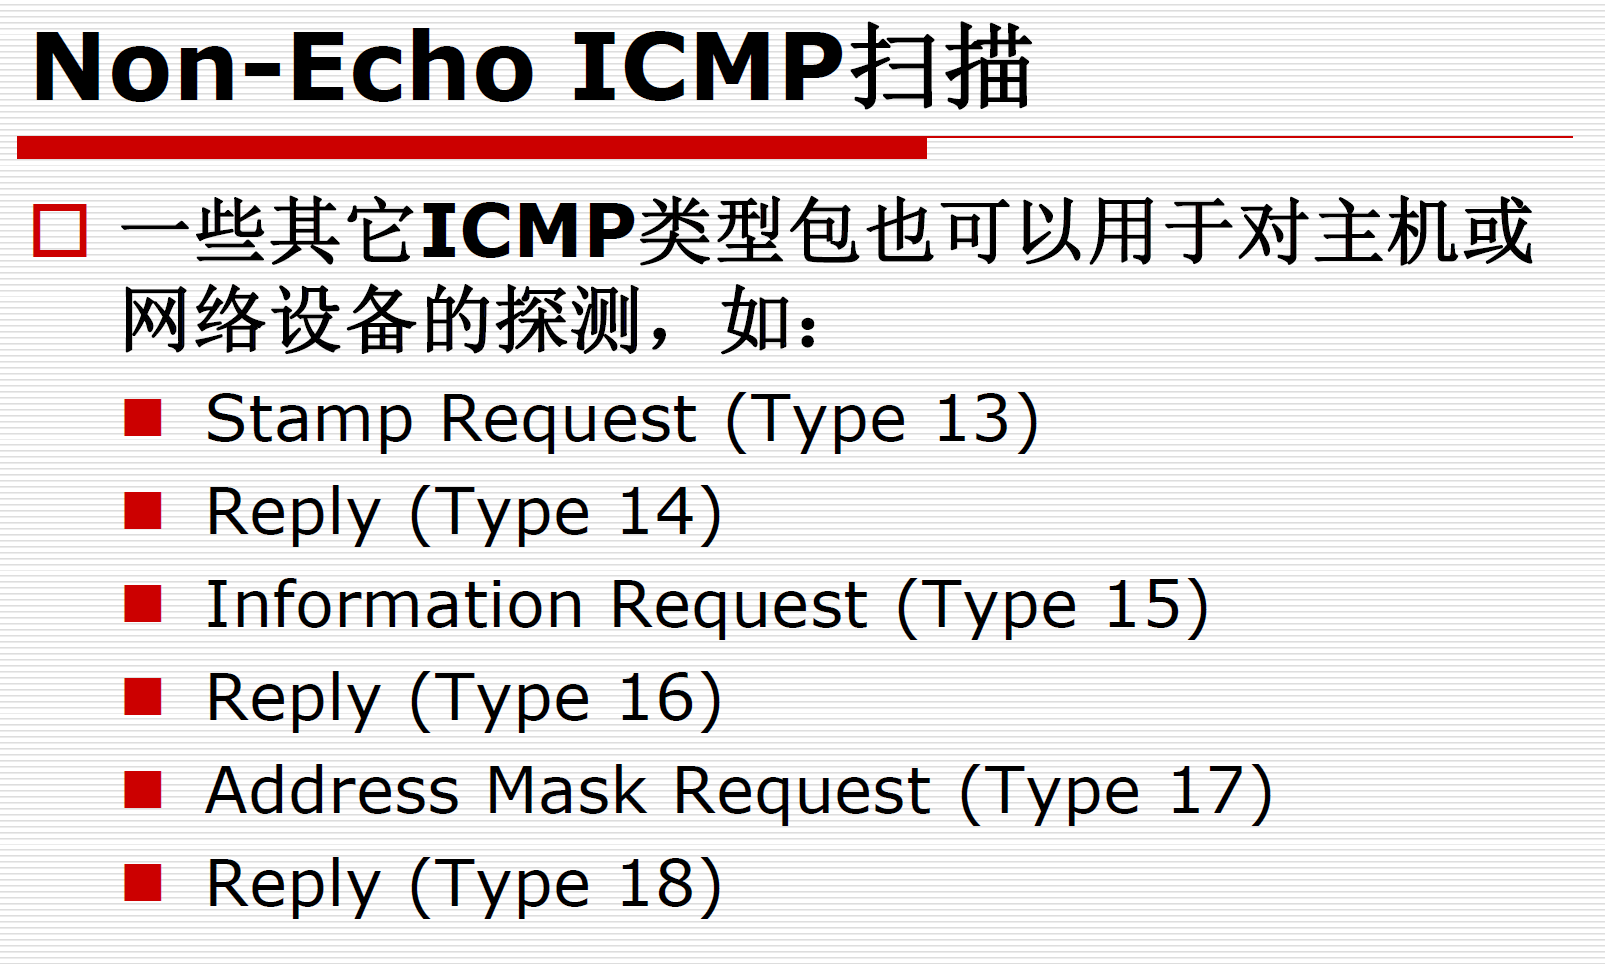 Non-Echo ICMP扫描
一些其它ICMP类型包也可以用于对主机或
网络设备的探测，如：
Stamp Request (Type 13)
Reply (Type 14)
Information Request (Type 15)
Reply (Type 16)
Address Mask Request (Type 17)
Reply (Type 18)